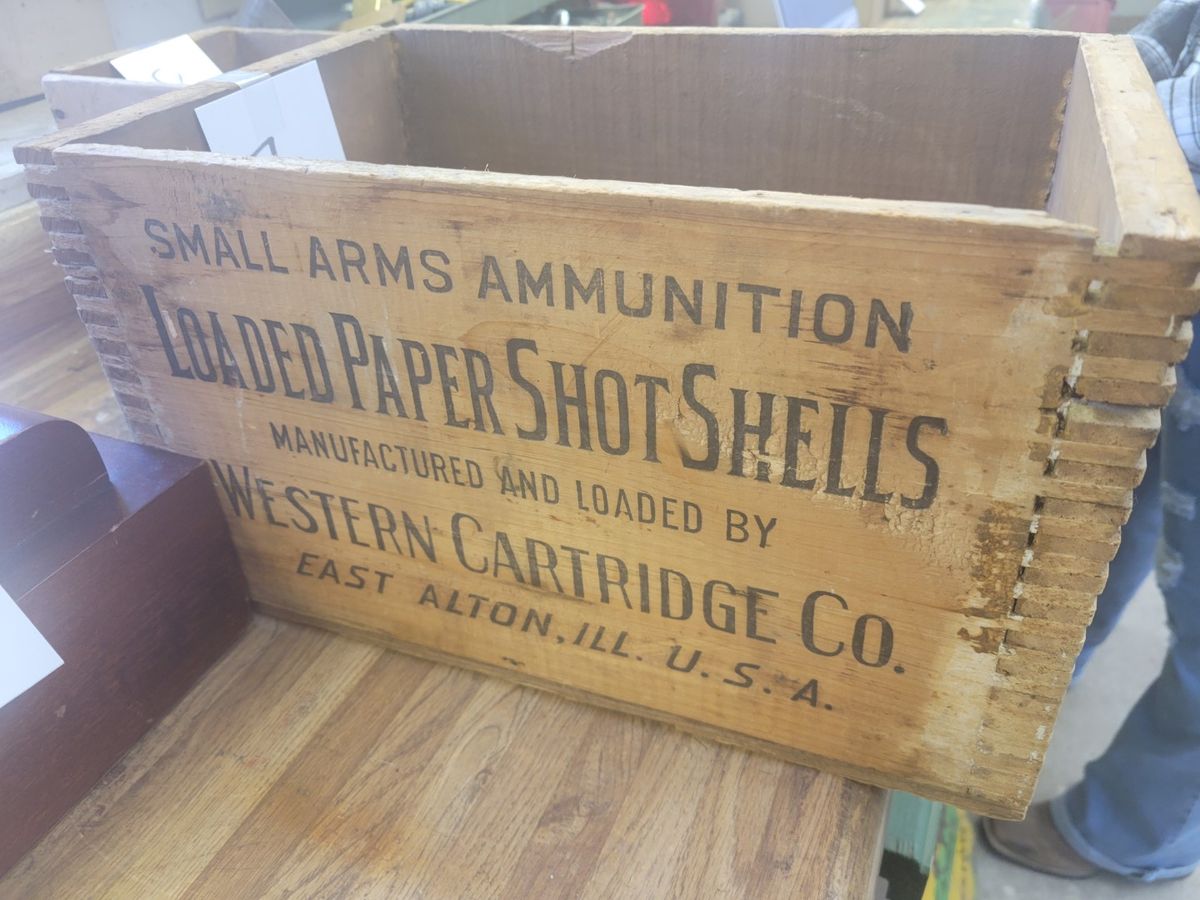 SMALL ARMS AMMUNITION
LOADED PAPER SHOT SHELLS
MANUFACTURED AND LOADED BY
WESTERN CARTRIDGE CO.
EAST ALTON, ILL. U.S.A.